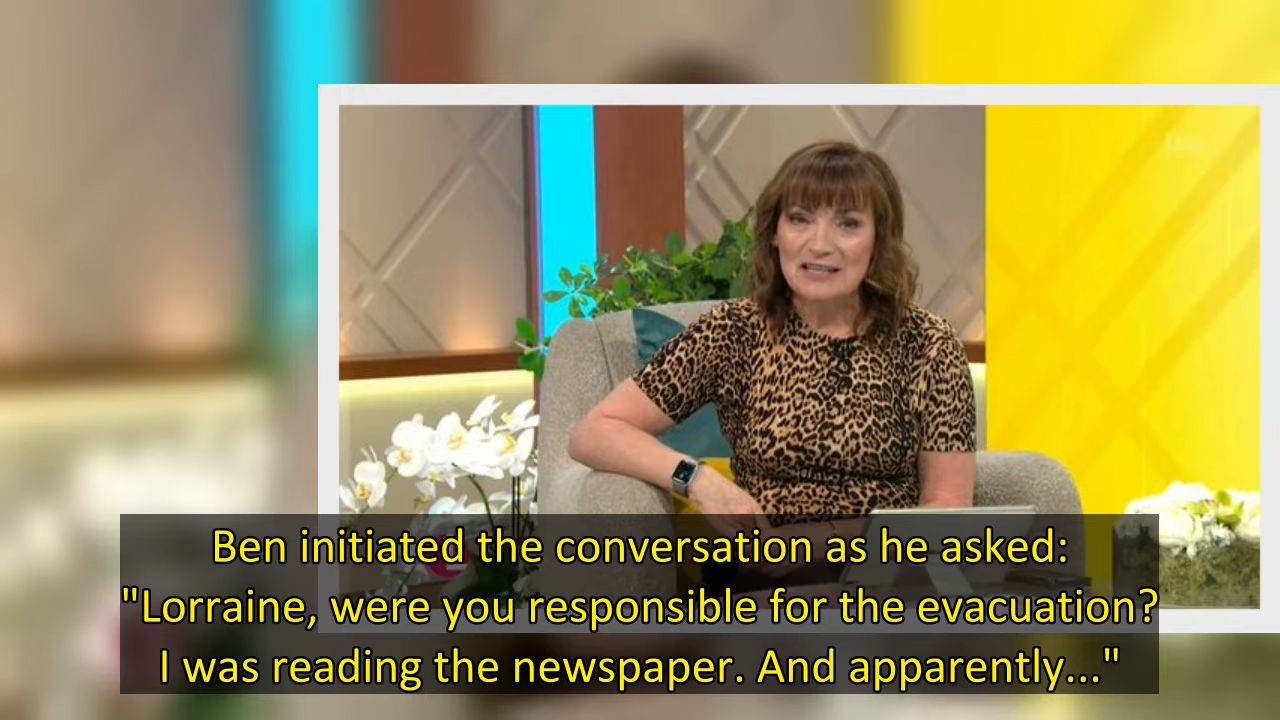 Ben initiated the conversation as he asked:
"Lorraine, were you responsible for the evacuation?
I was reading the newspaper. And apparently..."